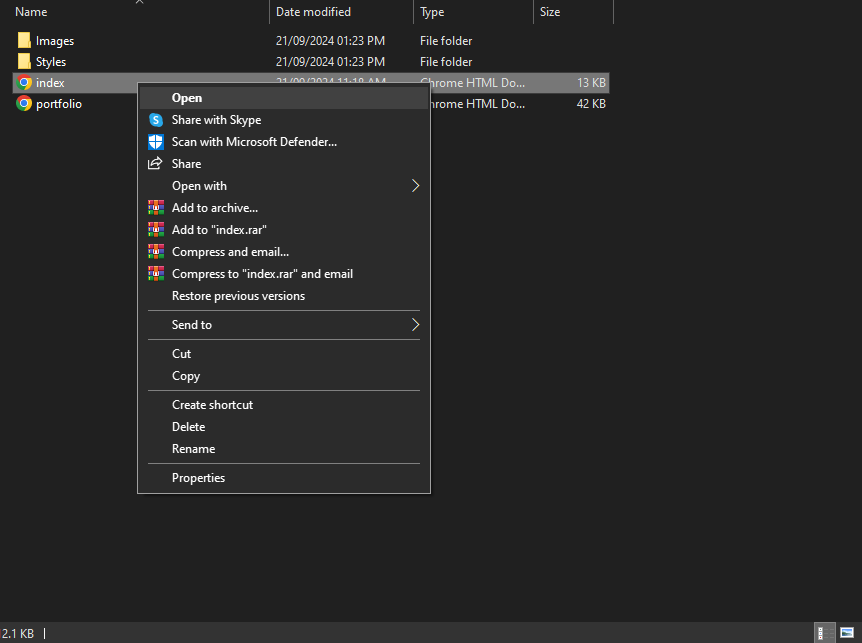 Name Date modified Type Size
Images 21/09/2024 01:23 PM File folder
Styles 21/09/2024 01:23 PM File folder
index 21/09/2024 11:18 AM Chrome HTML Do... 13 KB
portfolio Chrome HTML Do... 42 KB
Open
Share with Skype
Scan with Microsoft Defender...
Share
Open with
Add to archive...
Add to "index.rar"
Compress and email...
Compress to "index.rar" and email
Restore previous versions
Send to
Cut
Copy
Create shortcut
Delete
Rename
Properties
2.1 KB